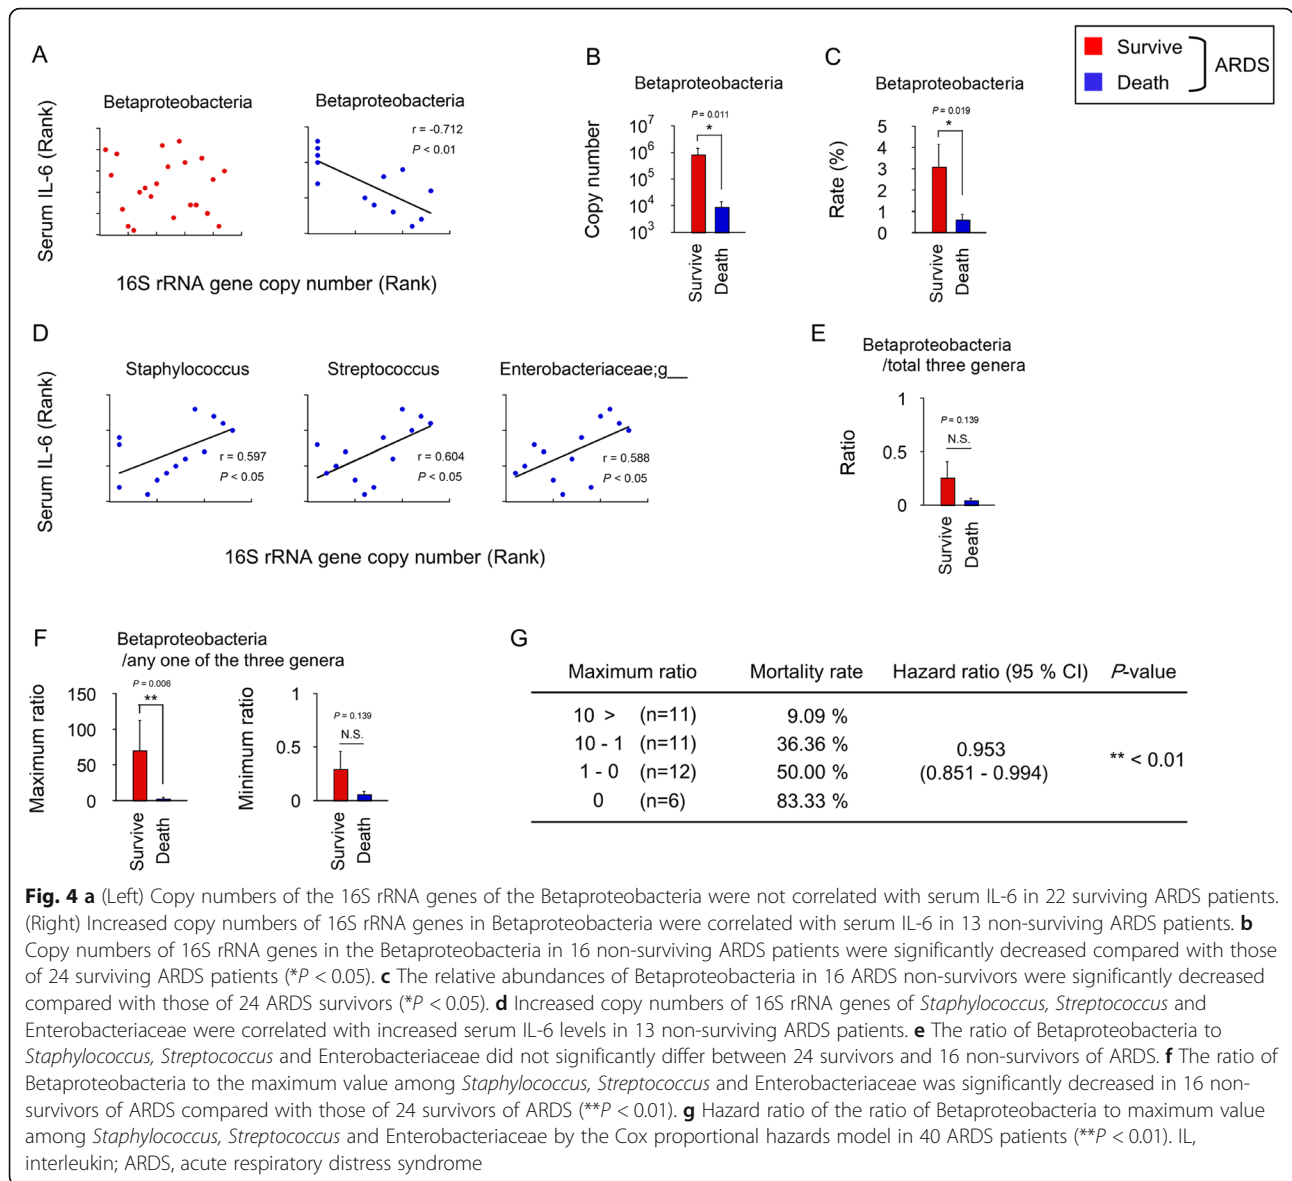 A
B
C
Survive
Death
ARDS
Betaproteobacteria
Betaproteobacteria
r = -0.712
P < 0.01
Serum IL-6 (Rank)
16S rRNA gene copy number (Rank)
Betaproteobacteria
P = 0.011
*
Copy number
10^7
10^6
10^5
10^4
10^3
Survive
Death
Betaproteobacteria
P = 0.019
*
Rate (%)
5
4
3
2
1
0
Survive
Death
D
Staphylococcus
Streptococcus
Enterobacteriaceae;g__
Serum IL-6 (Rank)
r = 0.597
P < 0.05
r = 0.604
P < 0.05
r = 0.588
P < 0.05
16S rRNA gene copy number (Rank)
E
Betaproteobacteria
/total three genera
P = 0.139
N.S.
Ratio
1
0.5
0
Survive
Death
F
Betaproteobacteria
/any one of the three genera
P = 0.006
**
Maximum ratio
150
100
50
0
Survive
Death
P = 0.139
N.S.
Minimum ratio
1
0.5
0
Survive
Death
G
Maximum ratio Mortality rate Hazard ratio (95 % CI) P-value
10 > (n=11) 9.09 %
10 - 1 (n=11) 36.36 %
1 - 0 (n=12) 50.00 %
0 (n=6) 83.33 %
0.953
(0.851 - 0.994)
** < 0.01
Fig. 4 a (Left) Copy numbers of the 16S rRNA genes of the Betaproteobacteria were not correlated with serum IL-6 in 22 surviving ARDS patients.
(Right) Increased copy numbers of 16S rRNA genes in Betaproteobacteria were correlated with serum IL-6 in 13 non-surviving ARDS patients. b
Copy numbers of 16S rRNA genes in the Betaproteobacteria in 16 non-surviving ARDS patients were significantly decreased compared with those
of 24 surviving ARDS patients (*P < 0.05). c The relative abundances of Betaproteobacteria in 16 ARDS non-survivors were significantly decreased
compared with those of 24 ARDS survivors (*P < 0.05). d Increased copy numbers of 16S rRNA genes of Staphylococcus, Streptococcus and
Enterobacteriaceae were correlated with increased serum IL-6 levels in 13 non-surviving ARDS patients. e The ratio of Betaproteobacteria to
Staphylococcus, Streptococcus and Enterobacteriaceae did not significantly differ between 24 survivors and 16 non-survivors of ARDS. f The ratio of
Betaproteobacteria to the maximum value among Staphylococcus, Streptococcus and Enterobacteriaceae was significantly decreased in 16 non-
survivors of ARDS compared with those of 24 survivors of ARDS (**P < 0.01). g Hazard ratio of the ratio of Betaproteobacteria to maximum value
among Staphylococcus, Streptococcus and Enterobacteriaceae by the Cox proportional hazards model in 40 ARDS patients (**P < 0.01). IL,
interleukin; ARDS, acute respiratory distress syndrome